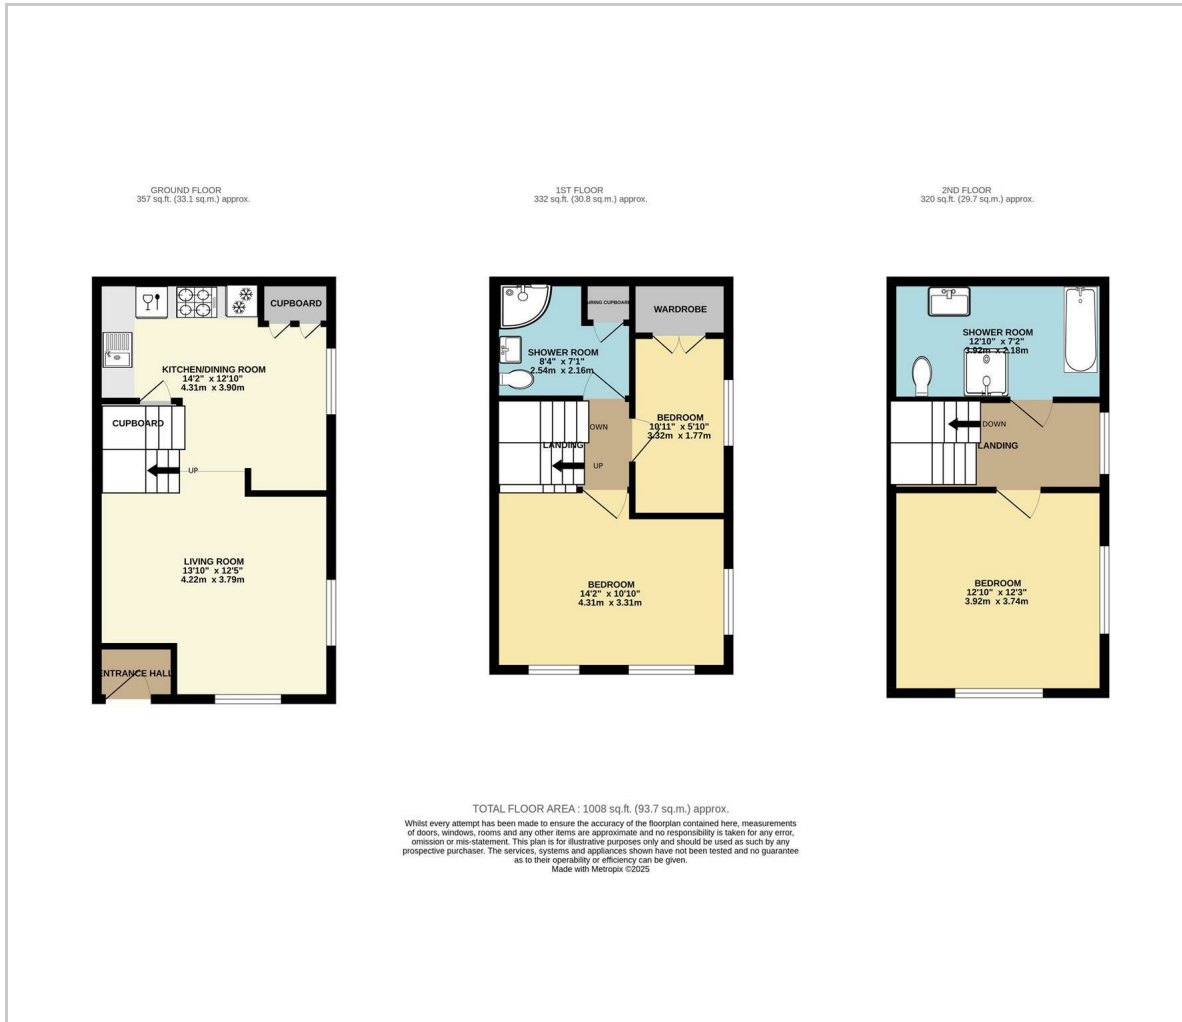 GROUND FLOOR
357 sq.ft. (33.1 sq.m.) approx.
CUPBOARD
KITCHEN/DINING ROOM
14'2" x 12'10"
4.31m x 3.90m
CUPBOARD
UP
LIVING ROOM
13'10" x 12'5"
4.22m x 3.79m
ENTRANCE HALL
1ST FLOOR
332 sq.ft. (30.8 sq.m.) approx.
CUPBOARD
WARDROBE
SHOWER ROOM
8'4" x 7'1"
2.54m x 2.16m
BEDROOM
10'11" x 5'10"
3.32m x 1.77m
OWN
LANDING
UP
BEDROOM
14'2" x 10'10"
4.31m x 3.31m
2ND FLOOR
320 sq.ft. (29.7 sq.m.) approx.
SHOWER ROOM
12'10" x 7'2"
3.92m x 2.18m
DOWN
LANDING
BEDROOM
12'10" x 12'3"
3.92m x 3.74m
TOTAL FLOOR AREA : 1008 sq.ft. (93.7 sq.m.) approx.
Whilst every attempt has been made to ensure the accuracy of the floorplan contained here, measurements
of doors, windows, rooms and any other items are approximate and no responsibility is taken for any error,
omission or mis-statement. This plan is for illustrative purposes only and should be used as such by any
prospective purchaser. The services, systems and appliances shown have not been tested and no guarantee
as to their operability or efficiency can be given.
Made with Metropix ©2025